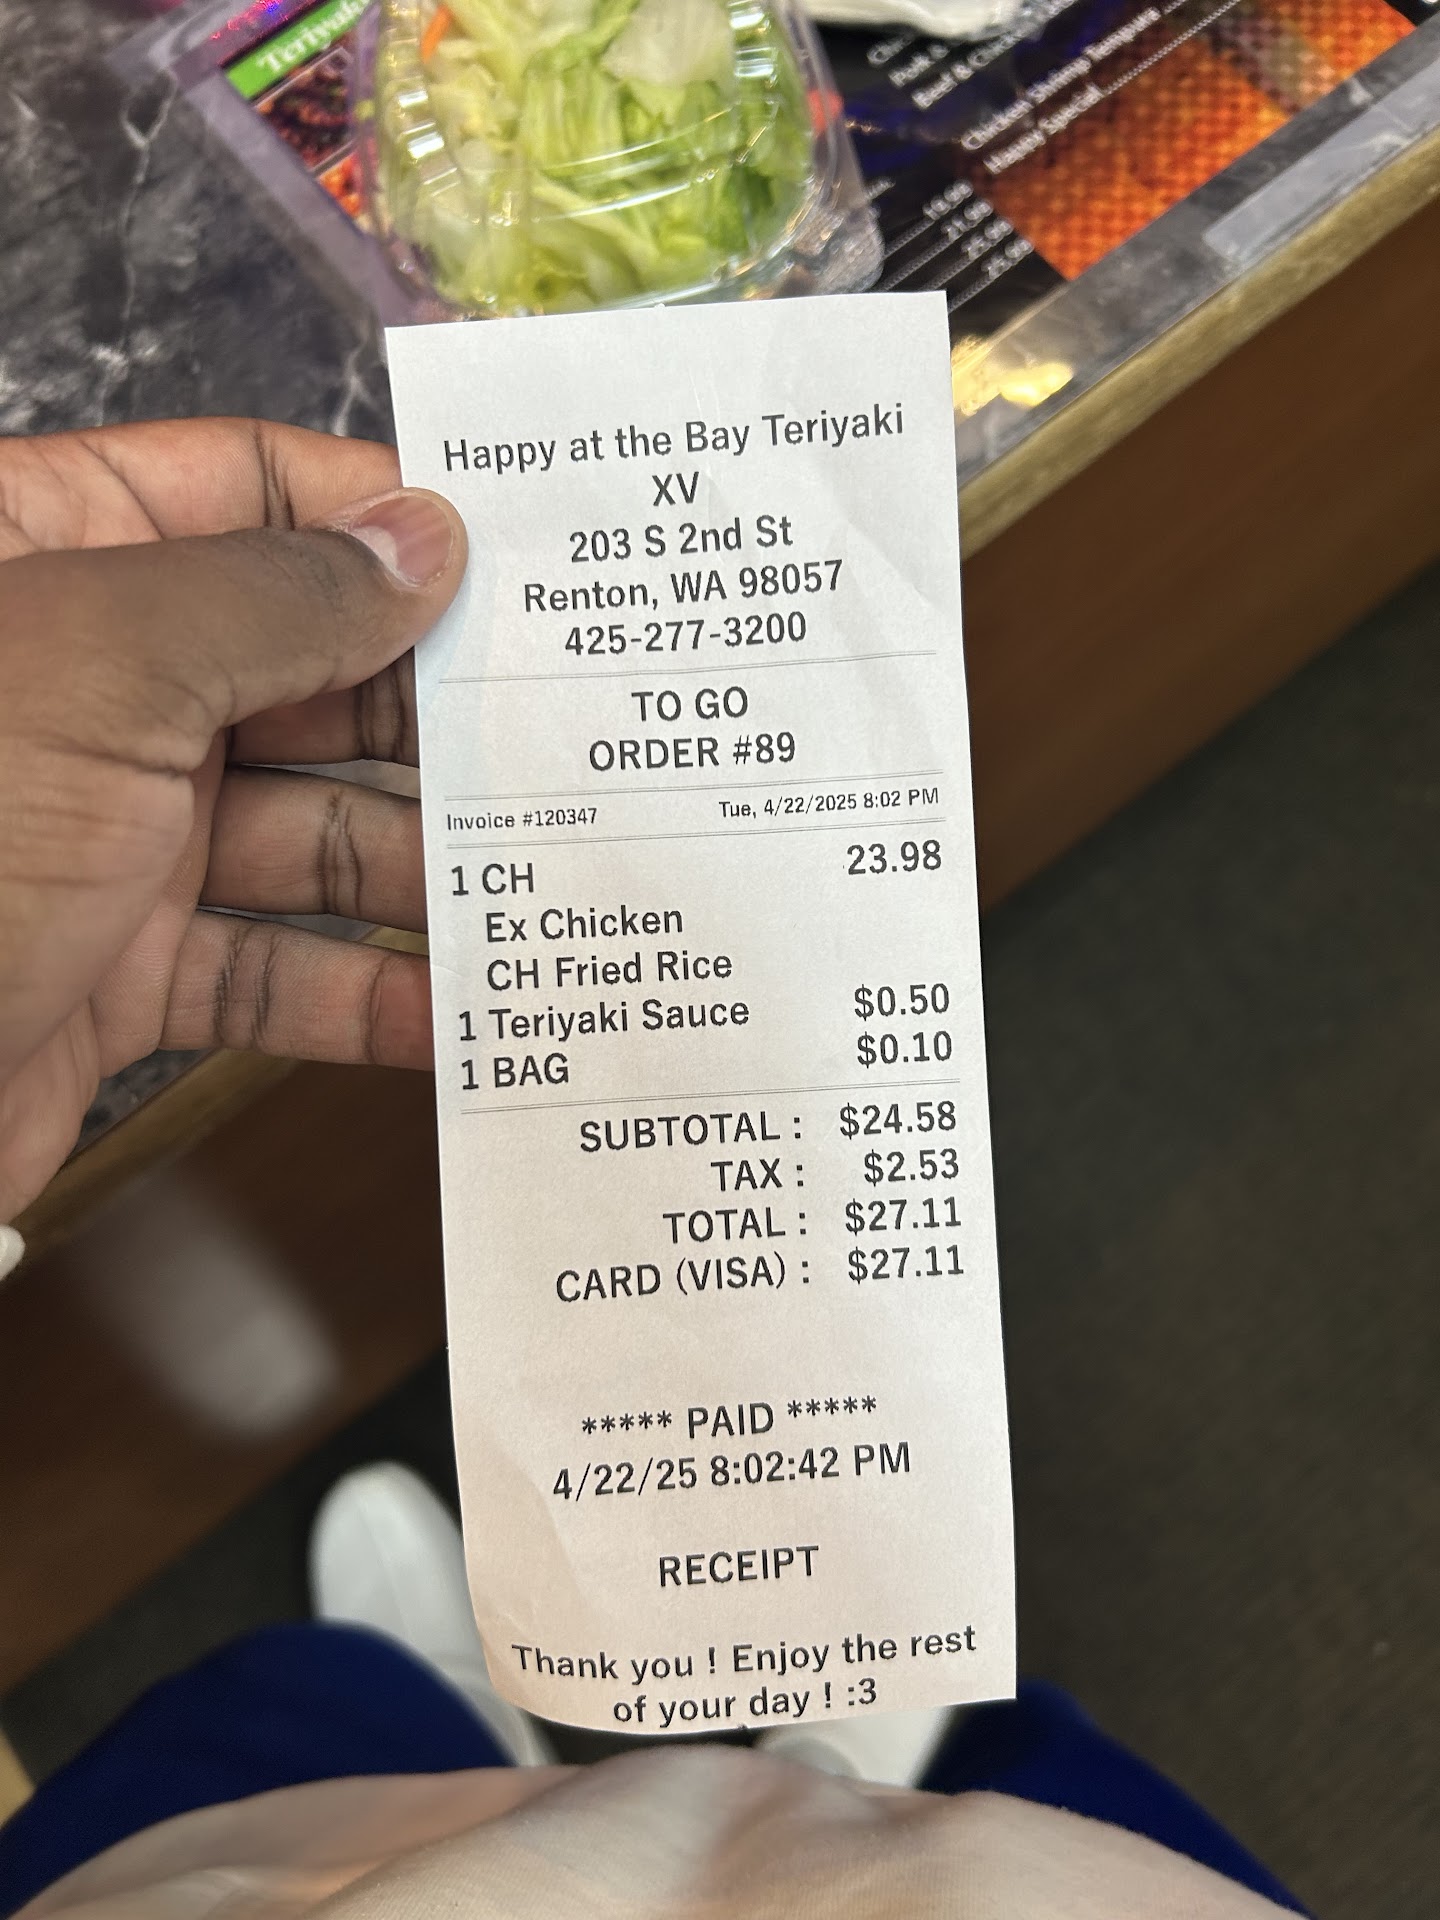 Teriyaki
Pork &
Beef & Chicken
Chicken Shrimp Tempura
Happy Special
Happy at the Bay Teriyaki
XV
203 S 2nd St
Renton, WA 98057
425-277-3200
TO GO
ORDER #89
Invoice #120347 Tue, 4/22/2025 8:02 PM
1 CH 23.98
Ex Chicken
CH Fried Rice
1 Teriyaki Sauce $0.50
1 BAG $0.10
SUBTOTAL : $24.58
TAX : $2.53
TOTAL : $27.11
CARD (VISA) : $27.11
***** PAID *****
4/22/25 8:02:42 PM
RECEIPT
Thank you ! Enjoy the rest
of your day ! :3